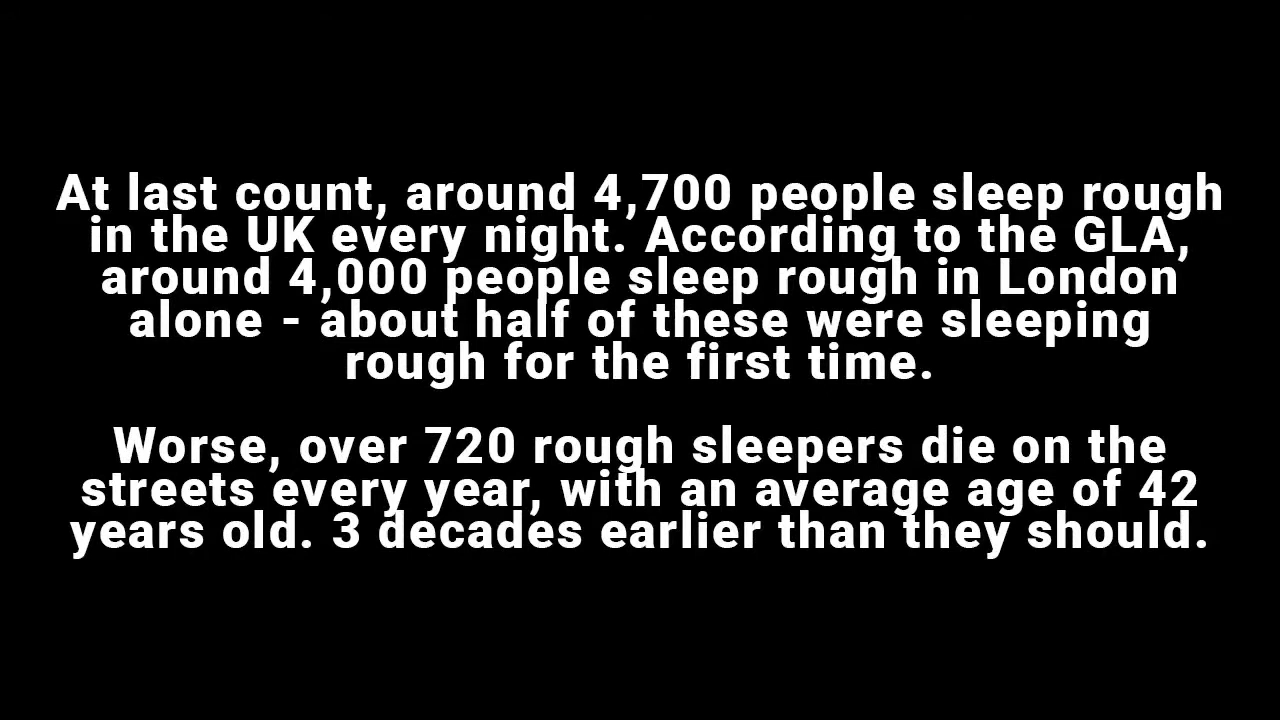 At last count, around 4,700 people sleep rough
in the UK every night. According to the GLA,
around 4,000 people sleep rough in London
alone - about half of these were sleeping
rough for the first time.
Worse, over 720 rough sleepers die on the
streets every year, with an average age of 42
years old. 3 decades earlier than they should.